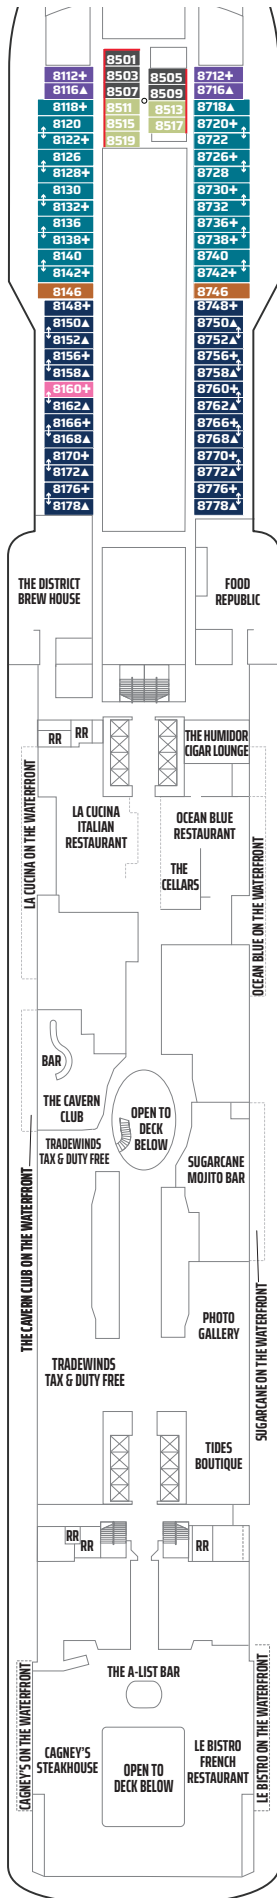 8501
8503
8507
8511
8515
8519
8505
8509
8513
8517
8112+
8116▲
8118+
8120
8122+
8126
8128+
8130
8132+
8136
8138+
8140
8142+
8146
8148+
8150▲
8152▲
8156+
8158▲
8160+
8162▲
8166+
8168▲
8170+
8172▲
8176+
8178▲
8712+
8716▲
8718▲
8720+
8722
8726+
8728
8730+
8732
8736+
8738+
8740
8742+
8746
8748+
8750▲
8752▲
8756+
8758▲
8760+
8762▲
8766+
8768▲
8770+
8772▲
8776+
8778▲
THE DISTRICT
BREW HOUSE
FOOD
REPUBLIC
RR
RR
THE HUMIDOR
CIGAR LOUNGE
LA CUCINA ON THE WATERFRONT
LA CUCINA
ITALIAN
RESTAURANT
OCEAN BLUE
RESTAURANT
THE
CELLARS
OCEAN BLUE ON THE WATERFRONT
BAR
THE CAVERN
CLUB
OPEN TO
DECK
BELOW
TRADEWINDS
TAX & DUTY FREE
SUGARCANE
MOJITO BAR
THE CAVERN CLUB ON THE WATERFRONT
SUGARCANE ON THE WATERFRONT
PHOTO
GALLERY
TRADEWINDS
TAX & DUTY FREE
TIDES
BOUTIQUE
RR
RR
RR
THE A-LIST BAR
CAGNEY'S ON THE WATERFRONT
CAGNEY'S
STEAKHOUSE
OPEN TO
DECK BELOW
LE BISTRO
FRENCH
RESTAURANT
LE BISTRO ON THE WATERFRONT